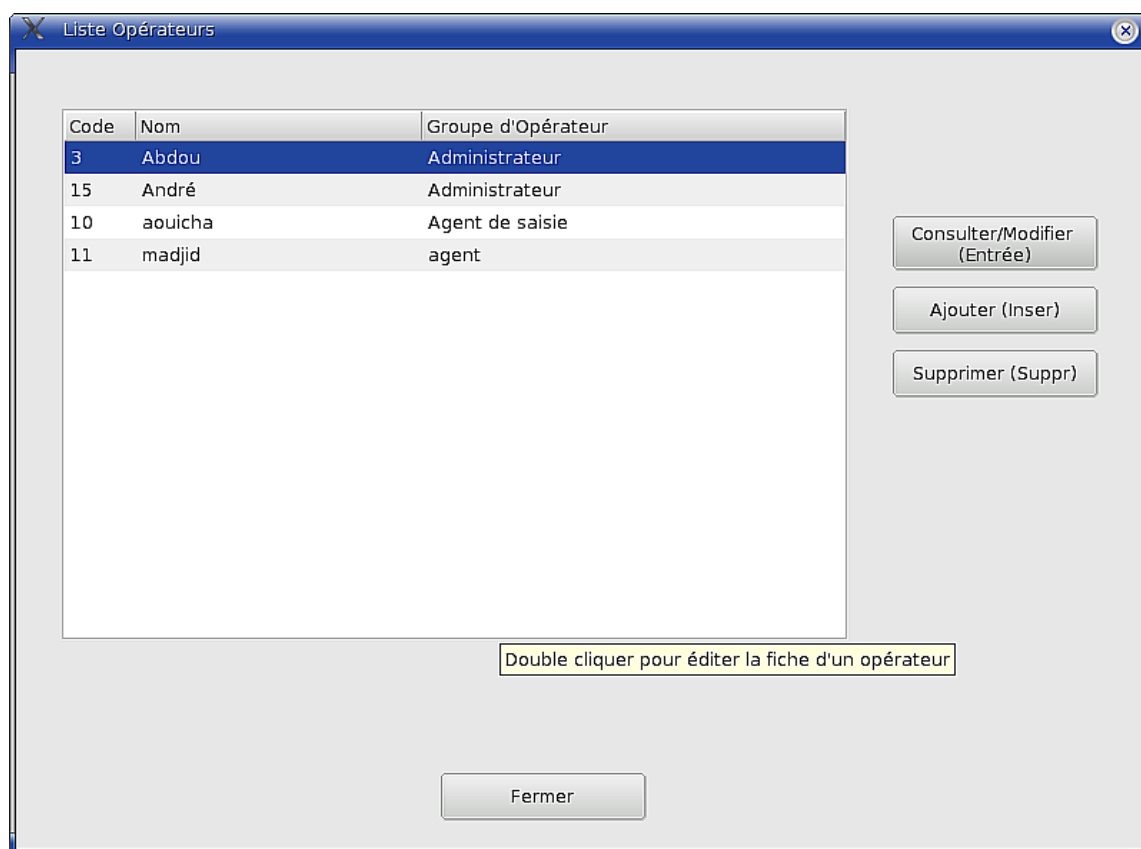 Liste Opérateurs
Code Nom Groupe d'Opérateur
3 Abdou Administrateur
15 André Administrateur
10 aouicha Agent de saisie
11 madjid agent
Consulter/Modifier
(Entrée)
Ajouter (Inser)
Supprimer (Suppr)
Double cliquer pour éditer la fiche d'un opérateur
Fermer